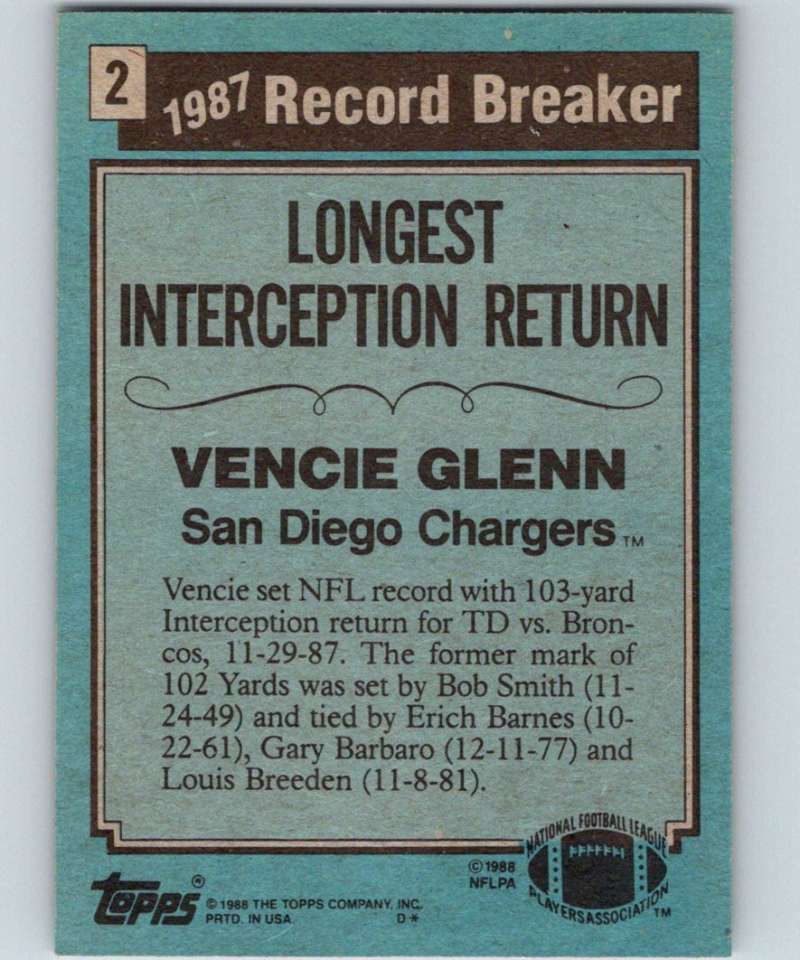 2
1987 Record Breaker
LONGEST
INTERCEPTION RETURN
VENCIE GLENN
San Diego Chargers™
Vencie set NFL record with 103-yard
Interception return for TD vs. Bron-
cos, 11-29-87. The former mark of
102 Yards was set by Bob Smith (11-
24-49) and tied by Erich Barnes (10-
22-61), Gary Barbaro (12-11-77) and
Louis Breeden (11-8-81).
NATIONAL FOOTBALL LEAGUE
PLAYERS ASSOCIATION™
©1988
NFLPA
TOPPS®
©1988 THE TOPPS COMPANY, INC.
PRTD. IN USA D*